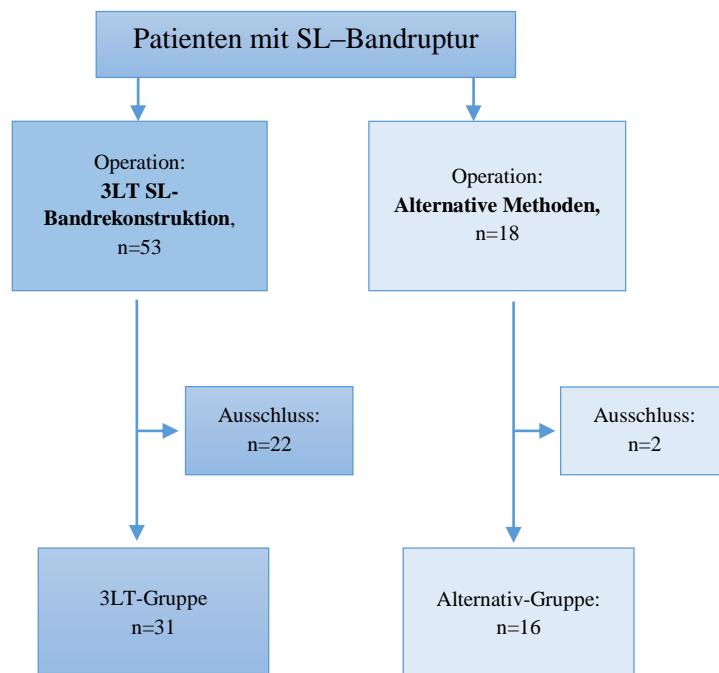 Patienten mit SL–Bandruptur
Operation:
3LT SL-
Bandrekonstruktion,
n=53
Operation:
Alternative Methoden,
n=18
Ausschluss:
n=22
Ausschluss:
n=2
3LT-Gruppe
n=31
Alternativ-Gruppe:
n=16